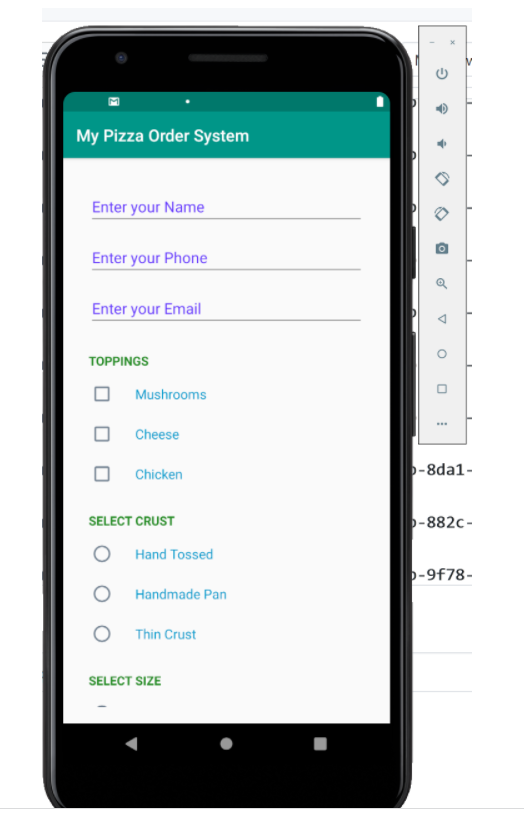 My Pizza Order System
Enter your Name
Enter your Phone
Enter your Email
TOPPINGS
Mushrooms
Cheese
Chicken
SELECT CRUST
Hand Tossed
Handmade Pan
Thin Crust
SELECT SIZE
-8da1-
-882c-
-9f78-